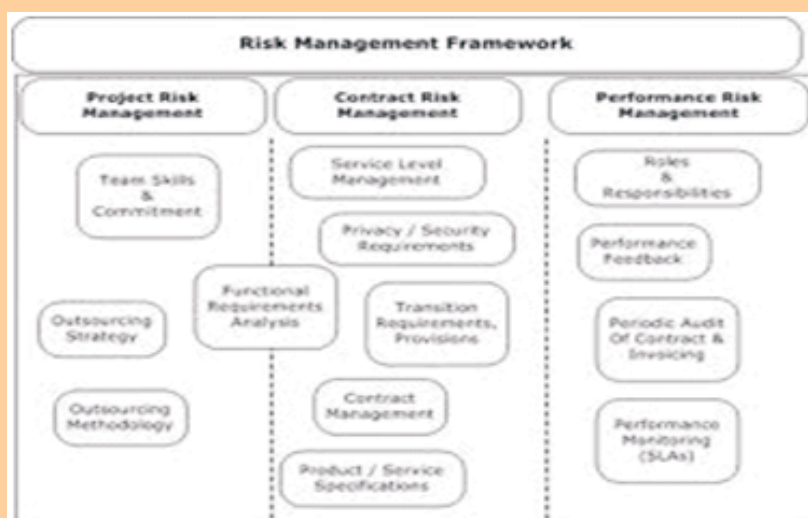 Risk Management Framework
Project Risk
Management
Contract Risk
Management
Performance Risk
Management
Team Skills
&
Commitment
Outsourcing
Strategy
Outsourcing
Methodology
Functional
Requirements
Analysis
Service Level
Management
Privacy / Security
Requirements
Transition
Requirements,
Provisions
Contract
Management
Product / Service
Specifications
Roles
&
Responsibilities
Performance
Feedback
Periodic Audit
Of Contract &
Invoicing
Performance
Monitoring
(SLAs)